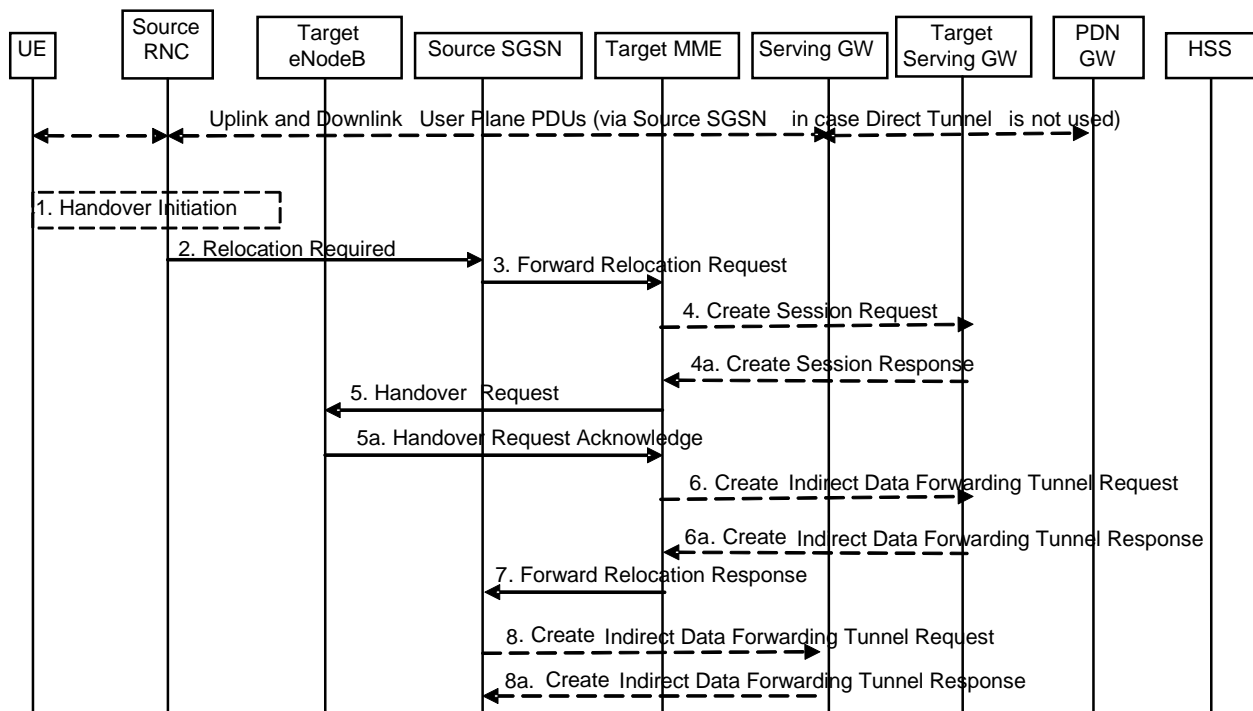 UE
Source
RNC
Target
eNodeB
Source SGSN
Target MME
Serving GW
Target
Serving GW
PDN
GW
HSS
Uplink and Downlink User Plane PDUs (via Source SGSN in case Direct Tunnel is not used)
1. Handover Initiation
2. Relocation Required
3. Forward Relocation Request
4. Create Session Request
4a. Create Session Response
5. Handover Request
5a. Handover Request Acknowledge
6. Create Indirect Data Forwarding Tunnel Request
6a. Create Indirect Data Forwarding Tunnel Response
7. Forward Relocation Response
8. Create Indirect Data Forwarding Tunnel Request
8a. Create Indirect Data Forwarding Tunnel Response